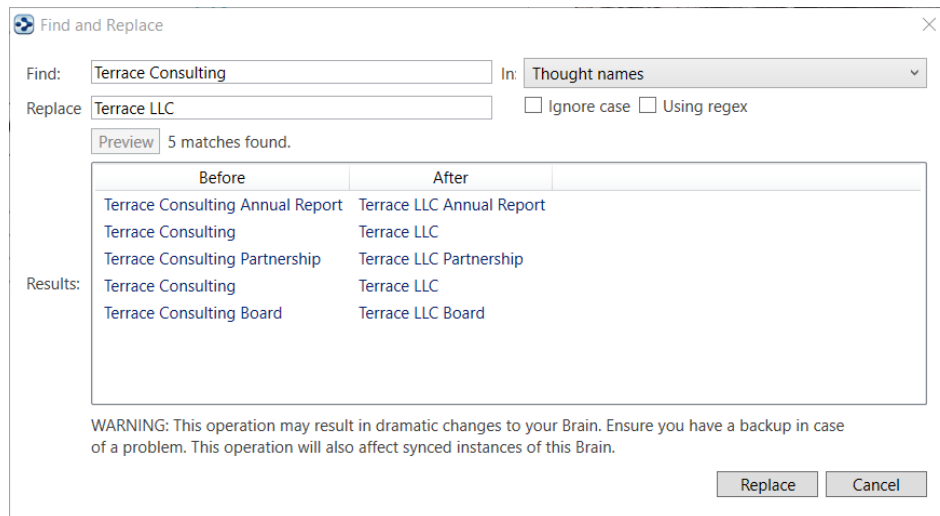 Find and Replace
Find: Terrace Consulting In: Thought names
Replace Terrace LLC Ignore case Using regex
Preview 5 matches found.
Before After
Terrace Consulting Annual Report Terrace LLC Annual Report
Terrace Consulting Terrace LLC
Terrace Consulting Partnership Terrace LLC Partnership
Results: Terrace Consulting Terrace LLC
Terrace Consulting Board Terrace LLC Board
WARNING: This operation may result in dramatic changes to your Brain. Ensure you have a backup in case
of a problem. This operation will also affect synced instances of this Brain.
Replace Cancel